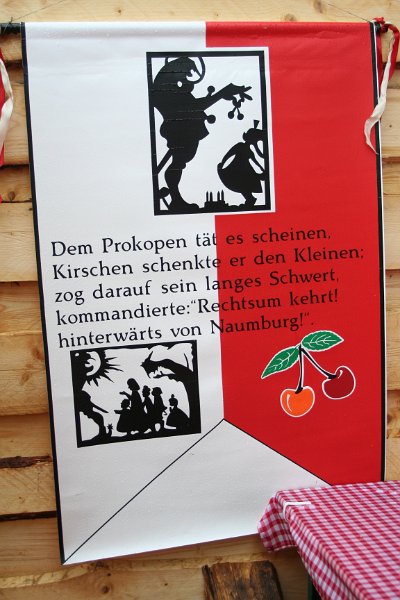 Dem Prokopen tät es scheinen,
Kirschen schenkte er den Kleinen;
zog darauf sein langes Schwert,
kommandierte:“Rechtsum kehrt!
hinterwärts von Naumburg!“.